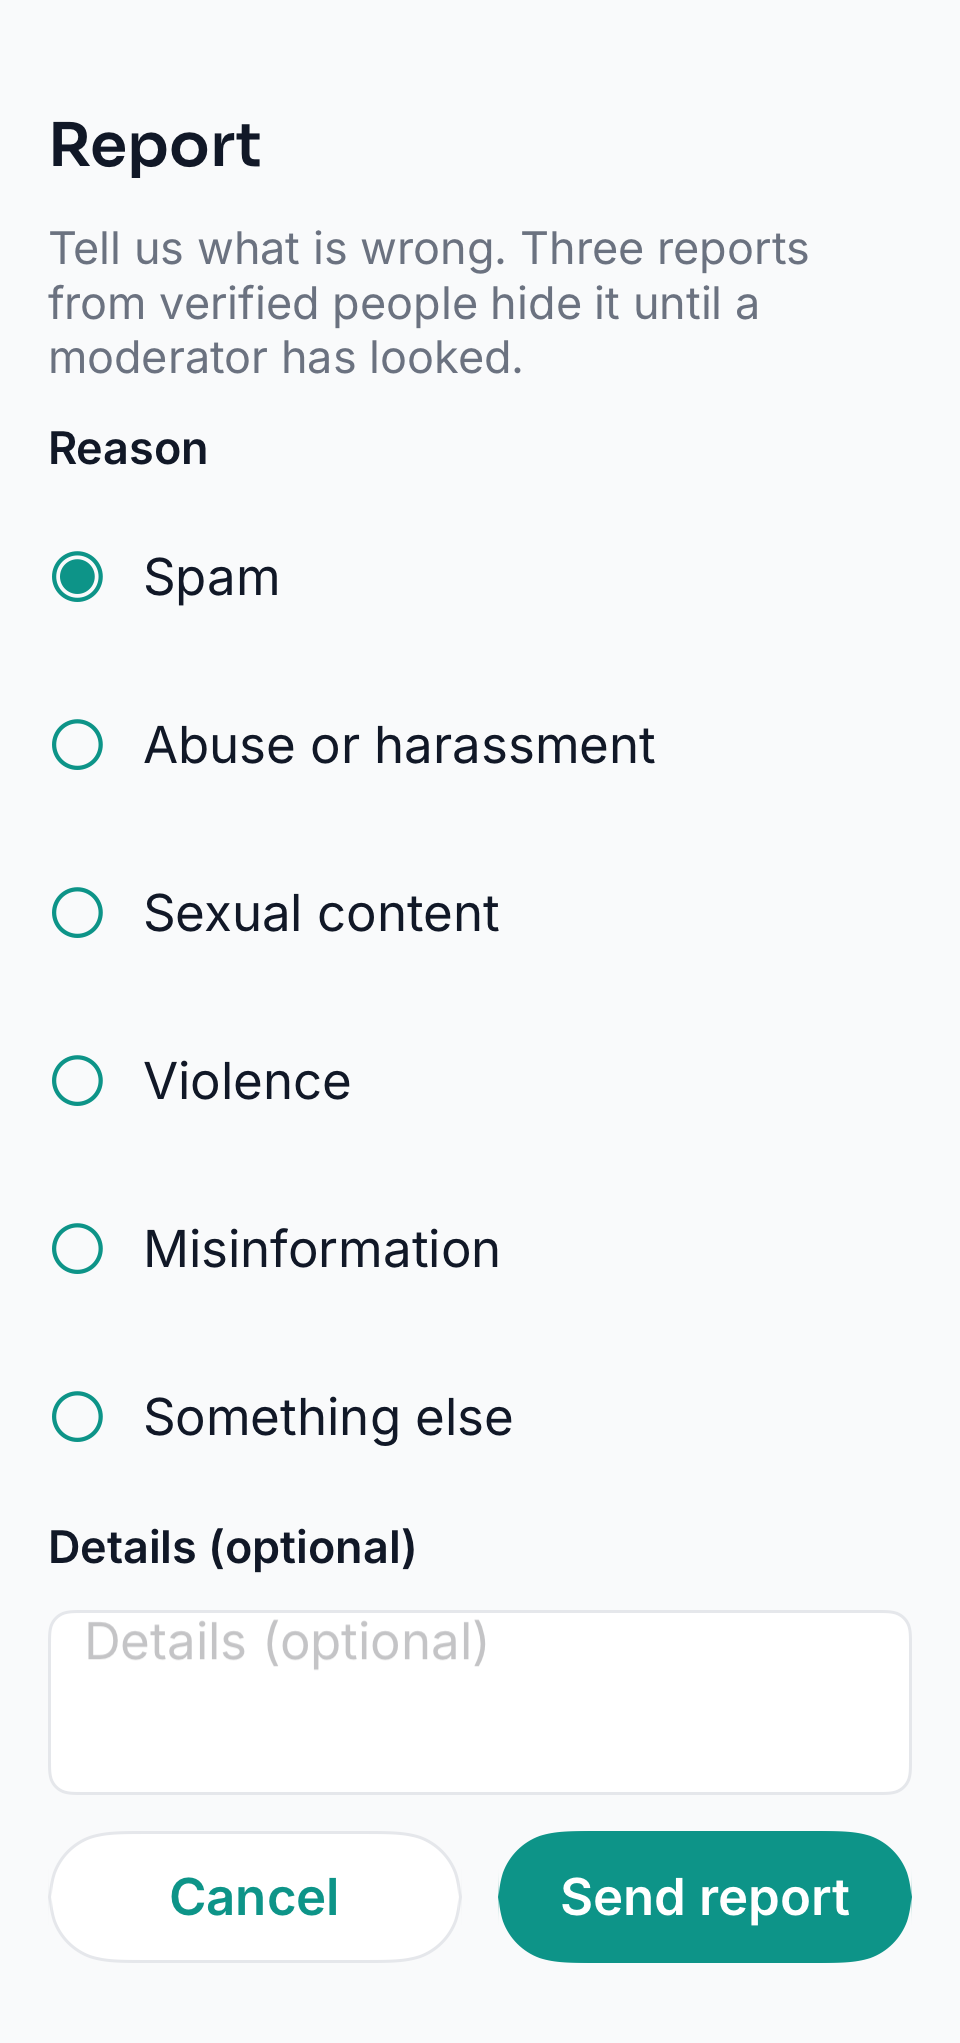 Report
Tell us what is wrong. Three reports
from verified people hide it until a
moderator has looked.
Reason
Spam
Abuse or harassment
Sexual content
Violence
Misinformation
Something else
Details (optional)
Details (optional)
Cancel
Send report